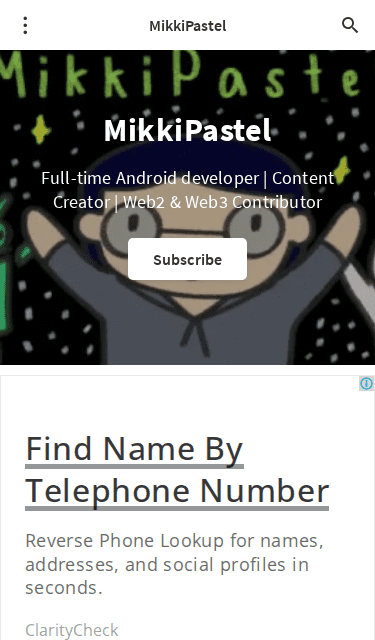 MikkiPastel
MikkiPaste
MikkiPastel
Full-time Android developer | Content
Creator | Web2 & Web3 Contributor
Subscribe
Find Name By
Telephone Number
Reverse Phone Lookup for names,
addresses, and social profiles in
seconds.
ClarityCheck